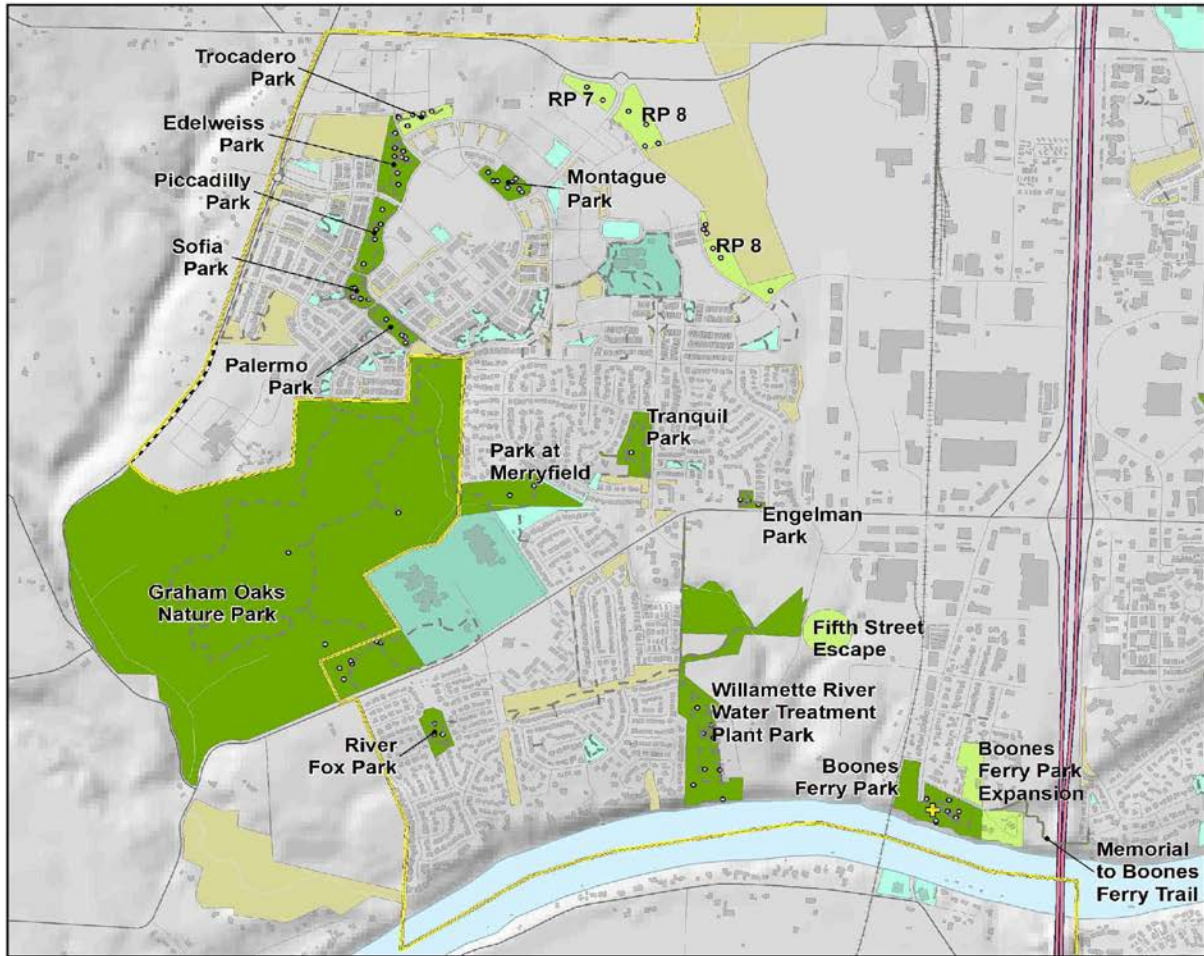 Trocadero
Park
RP 7
RP 8
Edelweiss
Park
Piccadilly
Park
Montague
Park
Sofia
Park
RP 8
Palermo
Park
Tranquil
Park
Park at
Merryfield
Engelman
Park
Graham Oaks
Nature Park
Fifth Street
Escape
Willamette River
Water Treatment
Plant Park
River
Fox Park
Boones
Ferry Park
Boones
Ferry Park
Expansion
Memorial
to Boones
Ferry Trail